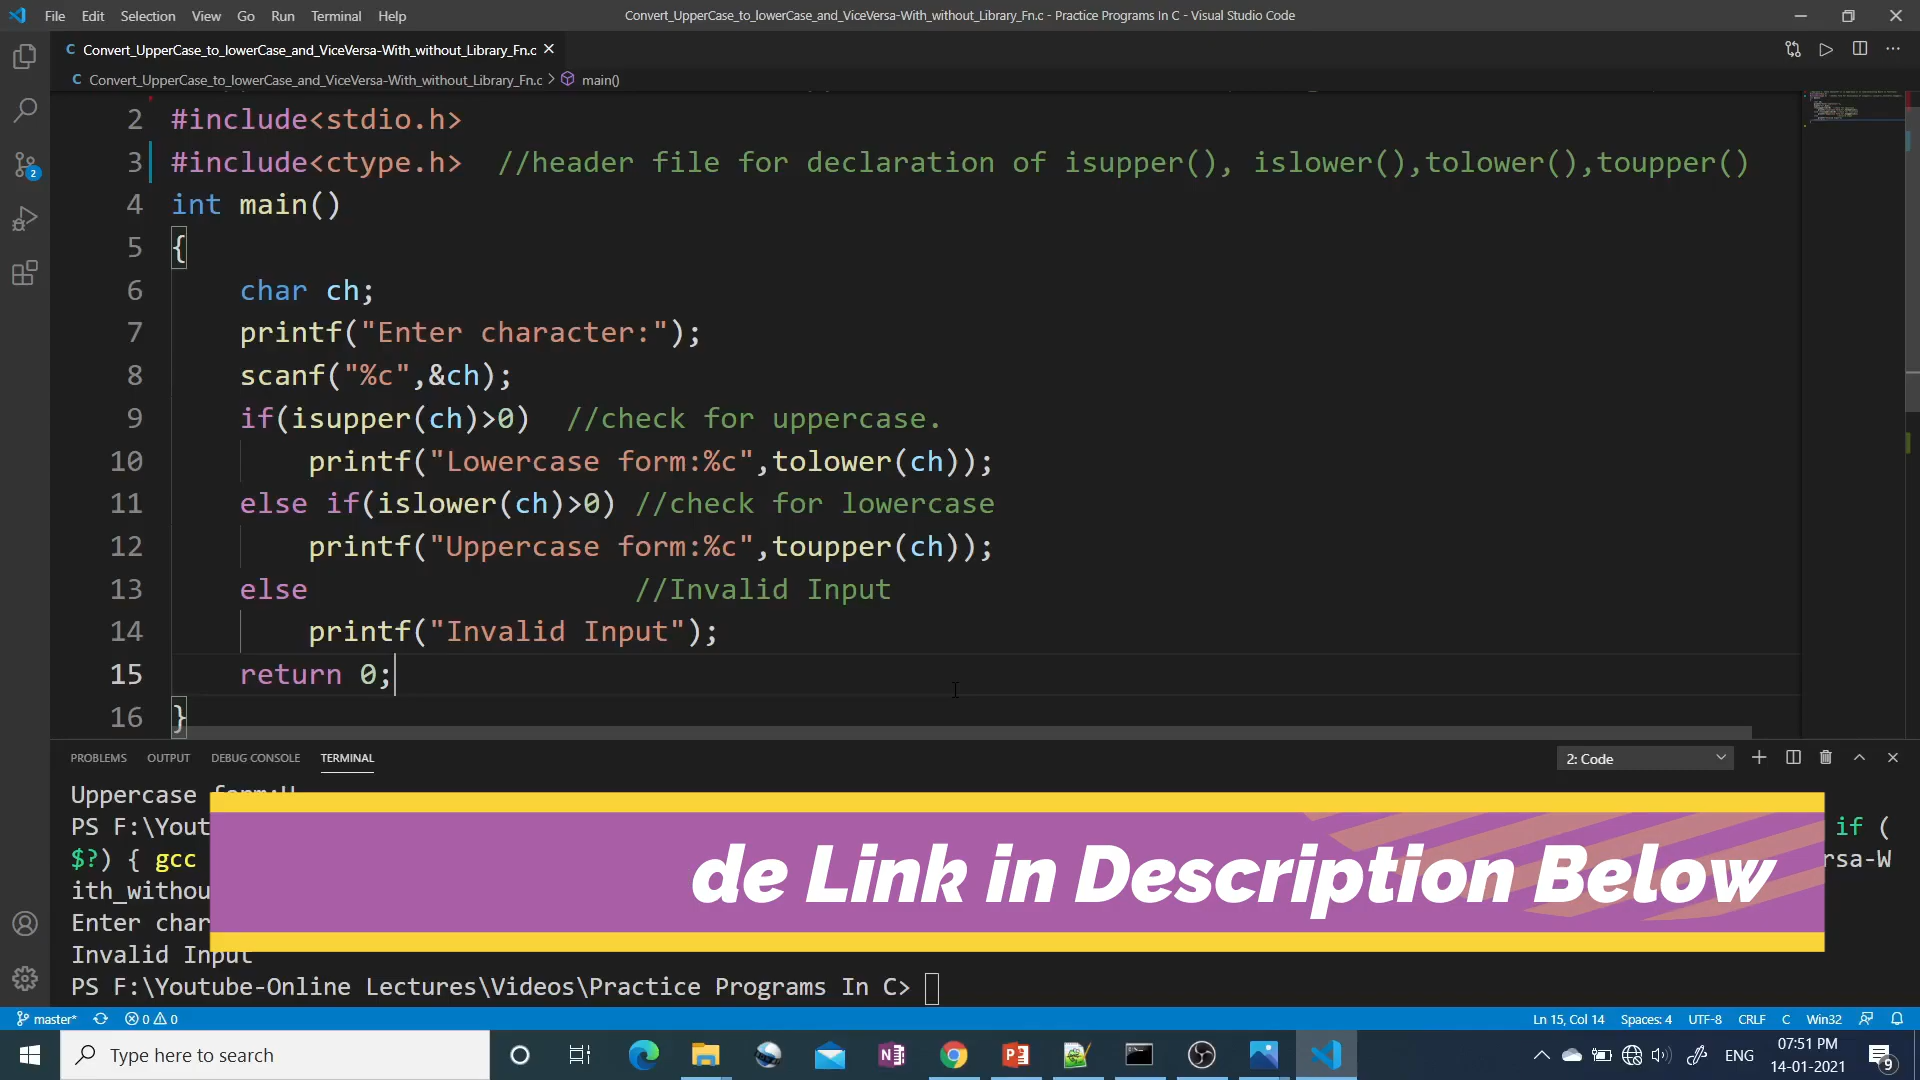 File Edit Selection View Go Run Terminal Help
Convert_UpperCase_to_lowerCase_and_ViceVersa-With_without_Library_Fn.c - Practice Programs In C - Visual Studio Code
C Convert_UpperCase_to_lowerCase_and_ViceVersa-With_without_Library_Fn.c
C Convert_UpperCase_to_lowerCase_and_ViceVersa-With_without_Library_Fn.c > main()
2 #include<stdio.h>
3 #include<ctype.h> //header file for declaration of isupper(), islower(),tolower(),toupper()
4 int main()
5 {
6 char ch;
7 printf("Enter character:");
8 scanf("%c",&ch);
9 if(isupper(ch)>0) //check for uppercase.
10 printf("Lowercase form:%c",tolower(ch));
11 else if(islower(ch)>0) //check for lowercase
12 printf("Uppercase form:%c",toupper(ch));
13 else //Invalid Input
14 printf("Invalid Input");
15 return 0;
16 }
2
PROBLEMS OUTPUT DEBUG CONSOLE TERMINAL
2: Code
Uppercase form:
PS F:\Yout if (
$?) { gcc rsa-W
ith_withou
Enter char
Invalid Input
PS F:\Youtube-Online Lectures\Videos\Practice Programs In C>
de Link in Description Below
master* 0 0
Ln 15, Col 14 Spaces: 4 UTF-8 CRLF C Win32
Type here to search
ENG
07:51 PM
14-01-2021
9